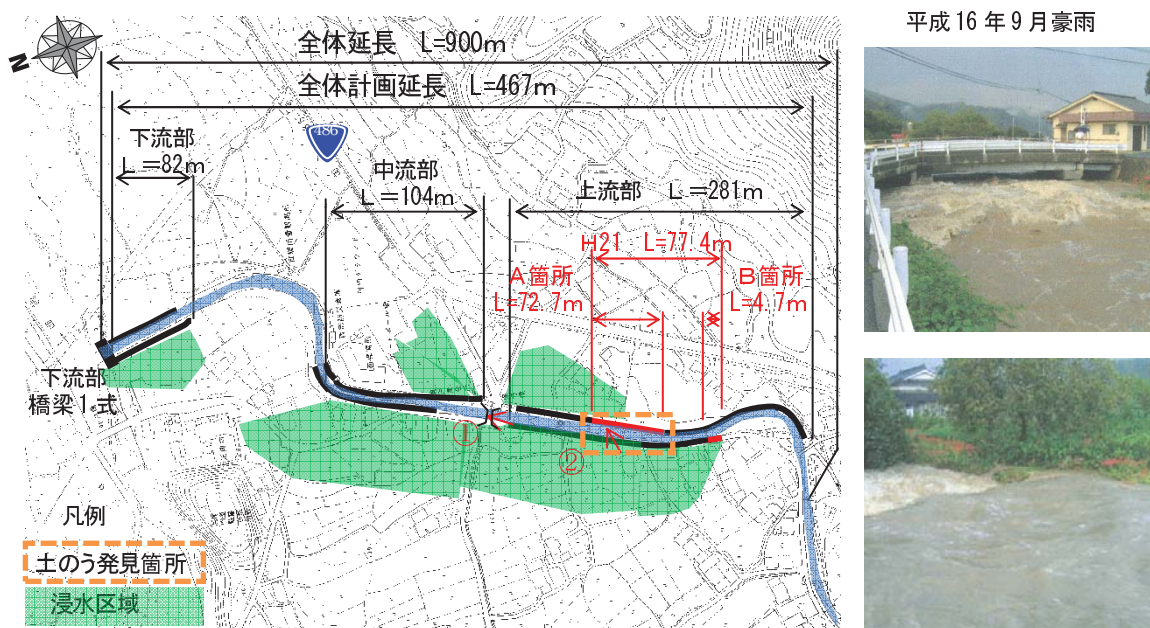 平成16年9月豪雨
N
全体延長 L=900m
全体計画延長 L=467m
486
下流部
L=82m
中流部
L=104m
上流部 L=281m
H21 L=77.4m
A箇所
L=72.7m
B箇所
L=4.7m
下流部
橋梁1式
①
②
凡例
土のう発見箇所
浸水区域